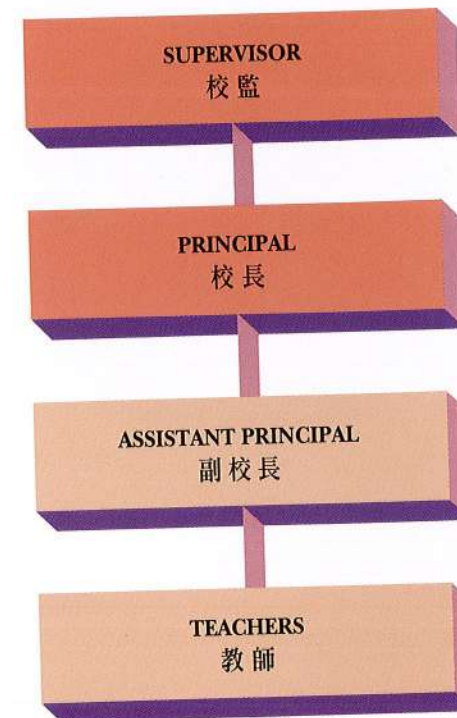 SUPERVISOR
校監
PRINCIPAL
校長
ASSISTANT PRINCIPAL
副校長
TEACHERS
教師